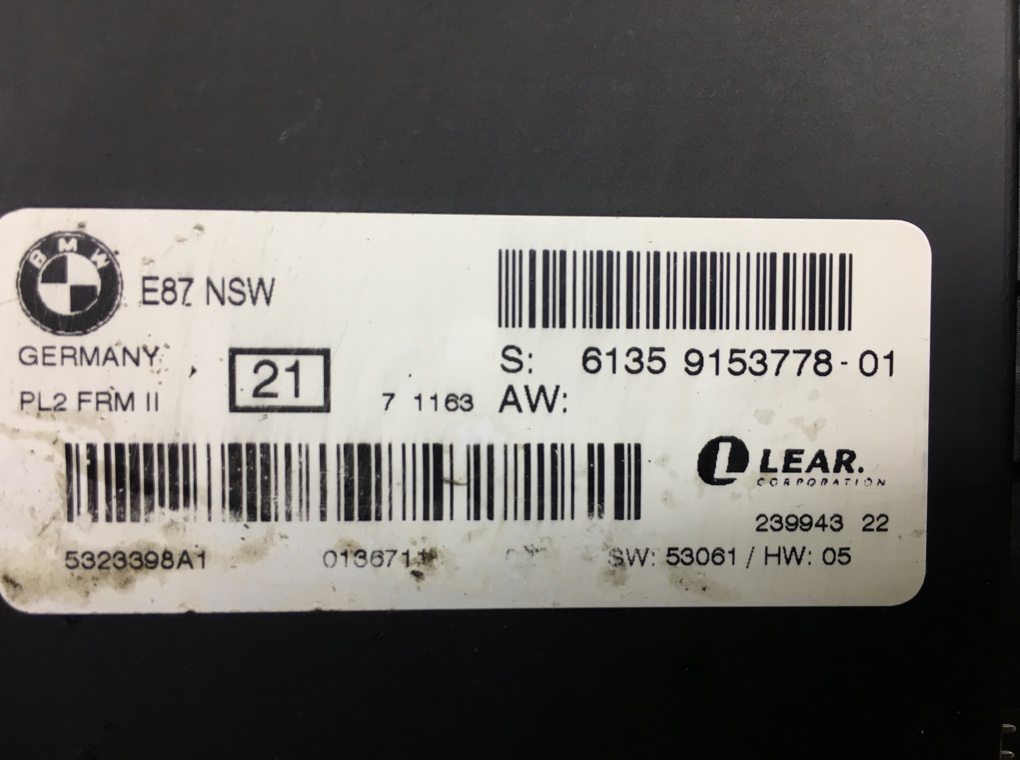 BMW
E87 NSW
GERMANY
21
PL2 FRM II
7 1163
S: 6135 9153778-01
AW:
LEAR.
CORPORATION
239943 22
5323398A1
SW: 53061 / HW: 05